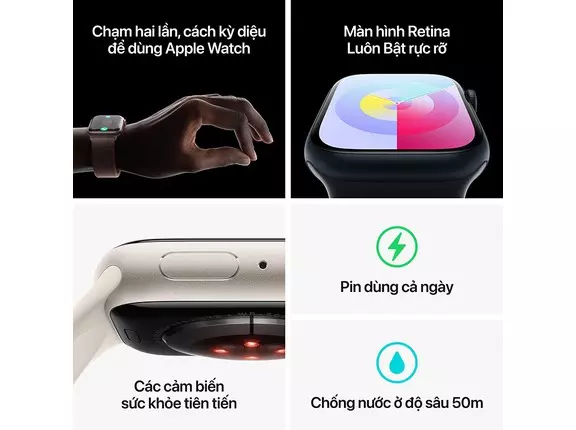 Chạm hai lần, cách kỳ diệu
để dùng Apple Watch
Màn hình Retina
Luôn Bật rực rỡ
Các cảm biến
sức khỏe tiên tiến
Pin dùng cả ngày
Chống nước ở độ sâu 50m